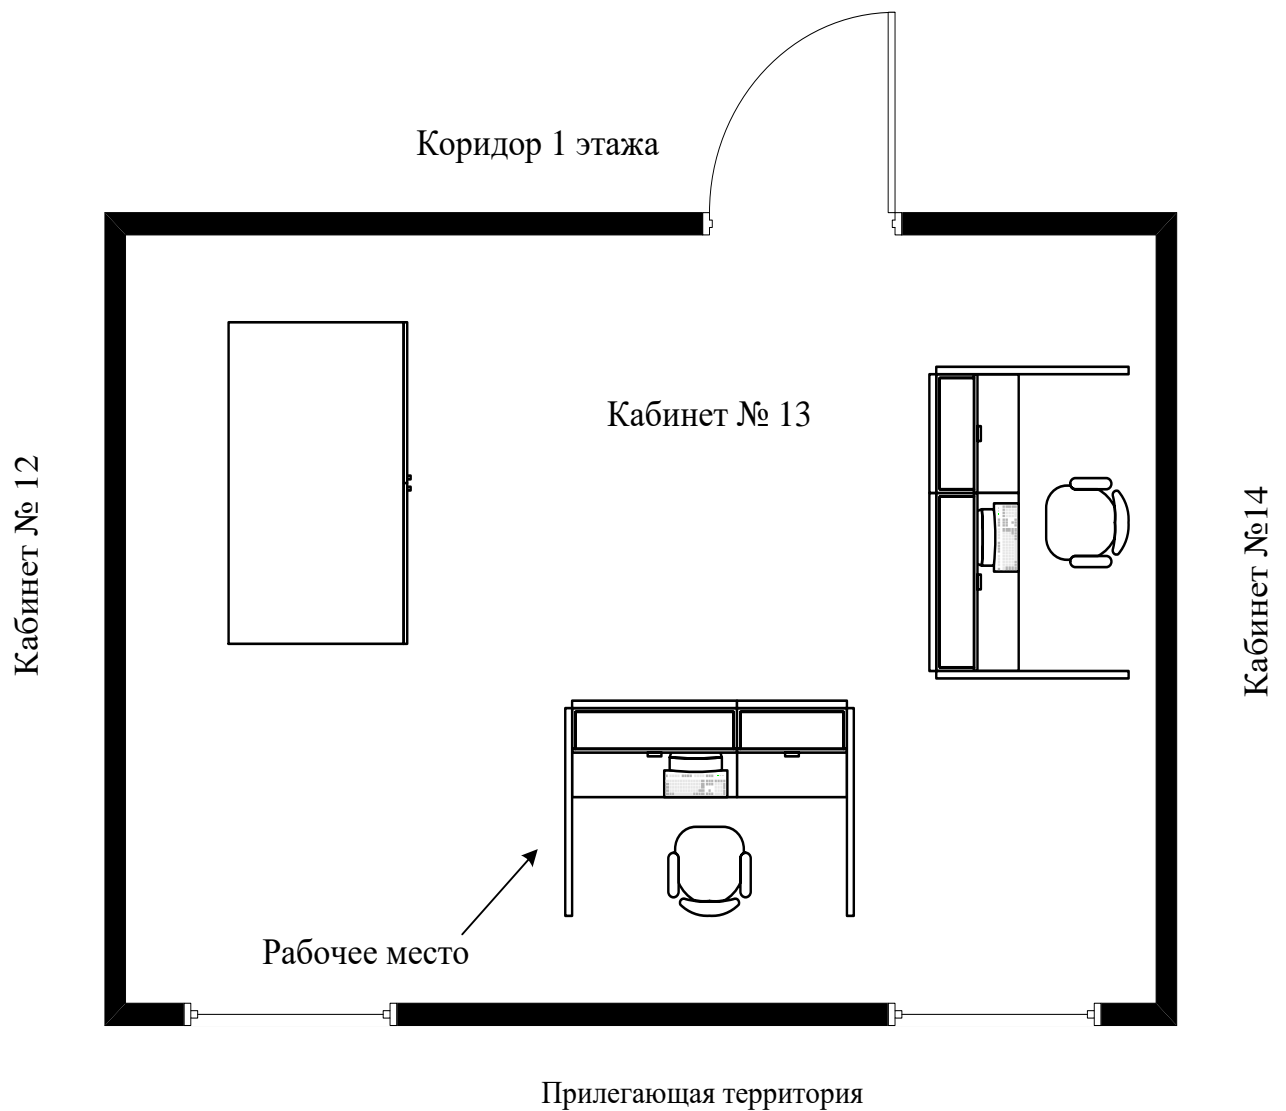 Коридор 1 этажа
Кабинет № 13
Кабинет № 12
Кабинет №14
Рабочее место
Прилегающая территория